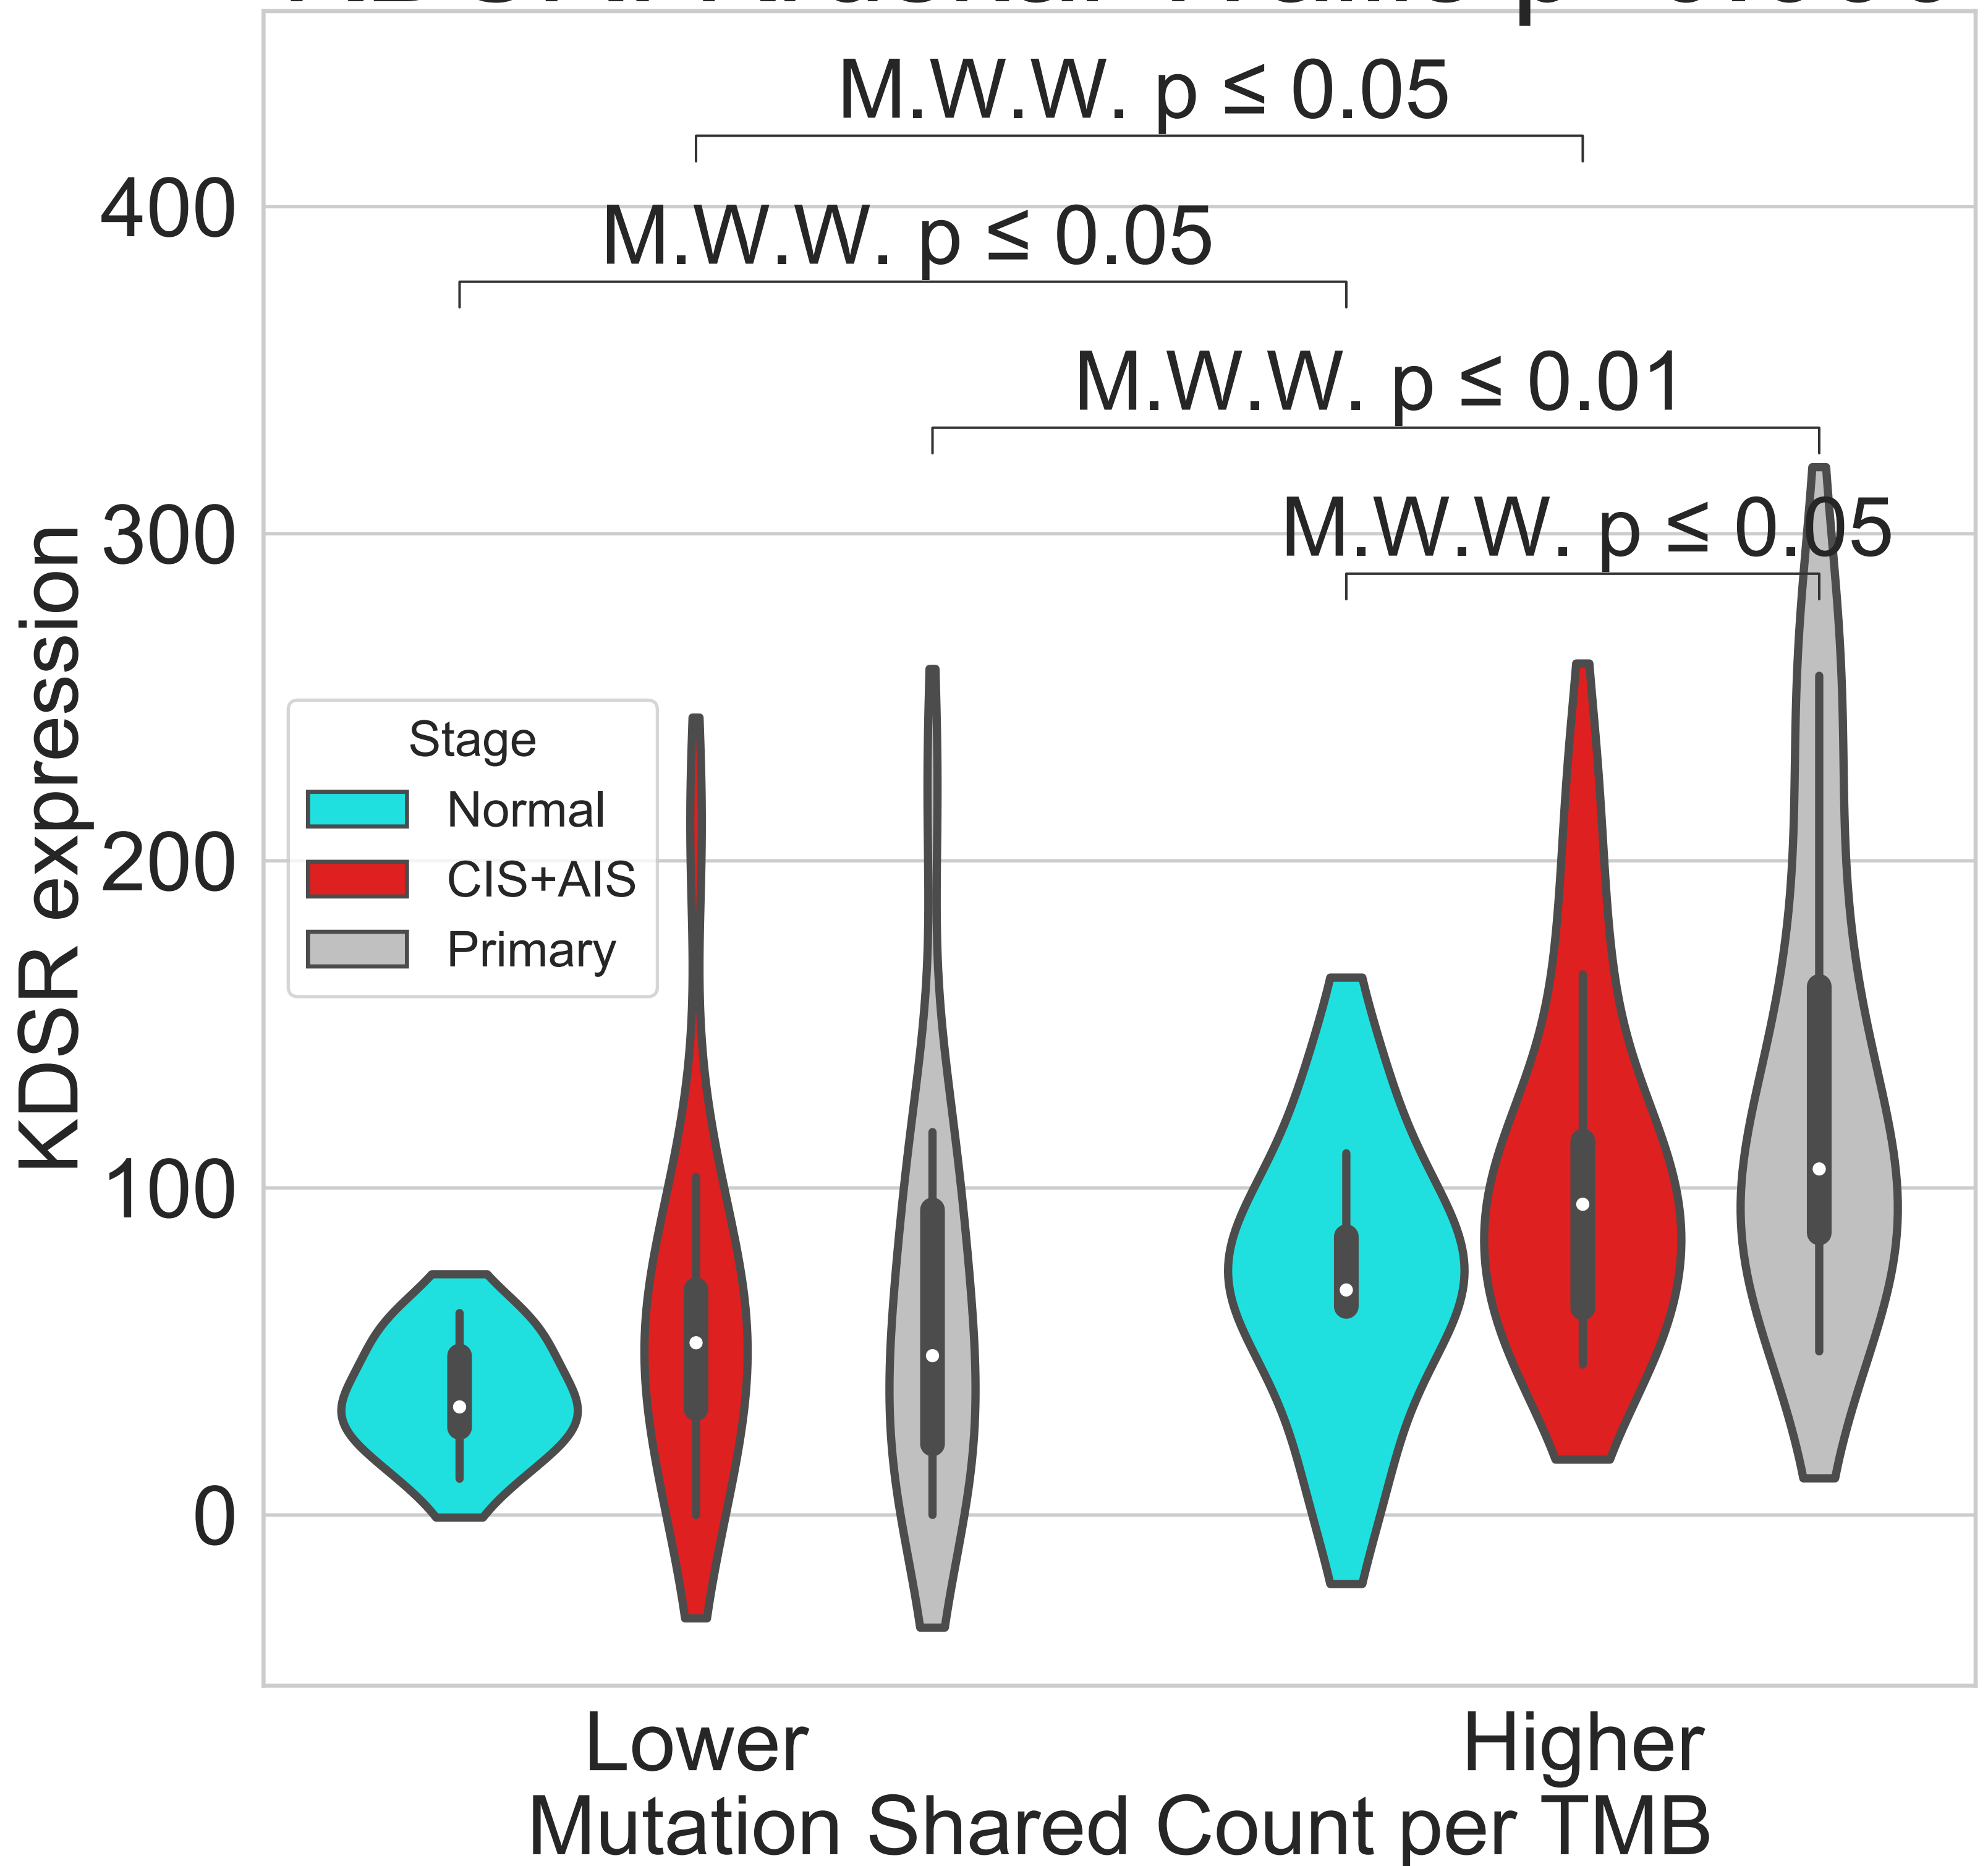 M.W.W. p ≤ 0.05
400
M.W.W. p ≤ 0.05
M.W.W. p ≤ 0.01
300
M.W.W. p ≤ 0.05
KDSR expression
Stage
Normal
CIS+AIS
Primary
200
100
0
Lower Higher
Mutation Shared Count per TMB